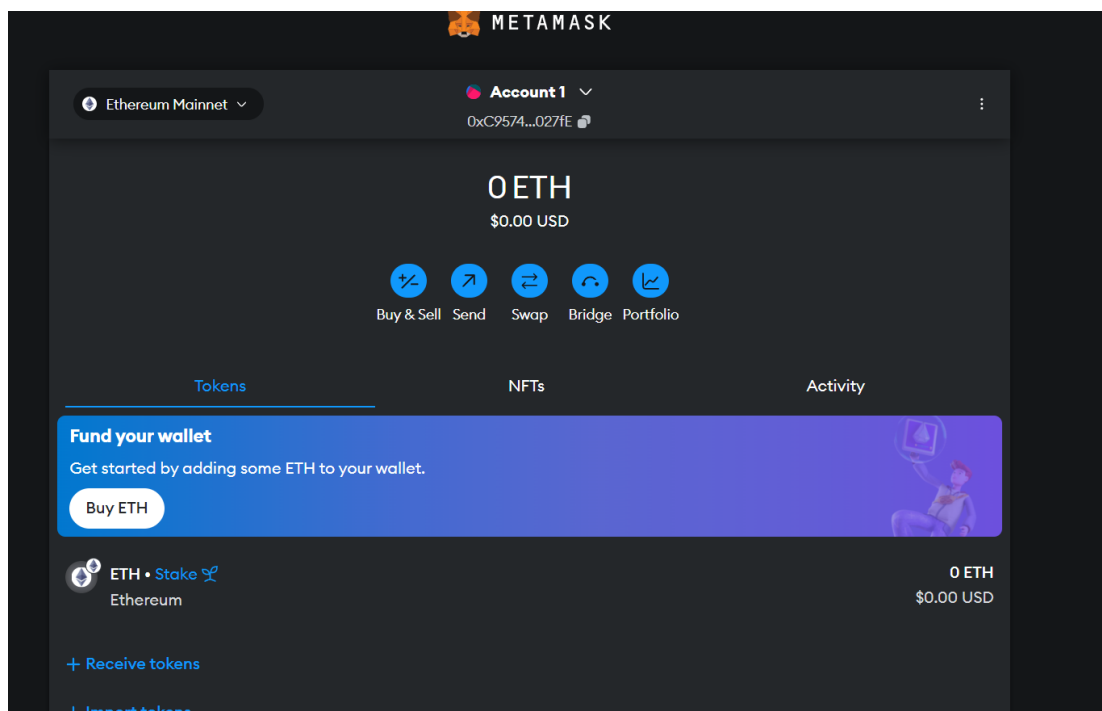 METAMASK
Ethereum Mainnet
Account 1
0xC9574...027fE
0 ETH
$0.00 USD
Buy & Sell Send Swap Bridge Portfolio
Tokens NFTs Activity
Fund your wallet
Get started by adding some ETH to your wallet.
Buy ETH
ETH • Stake 0 ETH
Ethereum $0.00 USD
+ Receive tokens
+ Import tokens